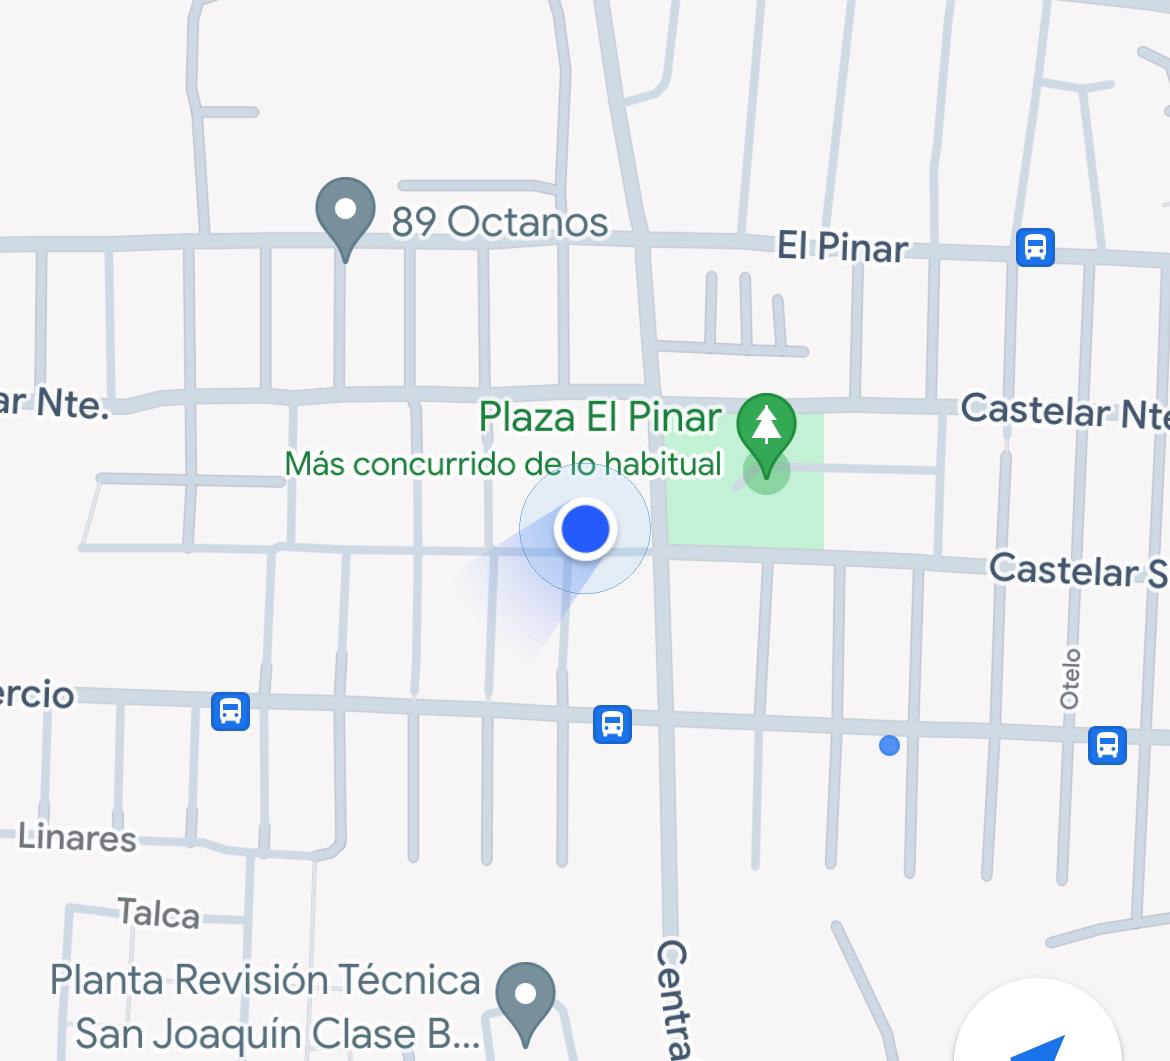 89 Octanos
El Pinar
ar Nte.
Castelar Nte
Plaza El Pinar
Más concurrido de lo habitual
Castelar S
Otelo
ercio
Linares
Talca
Planta Revisión Técnica
San Joaquín Clase B...
Centra